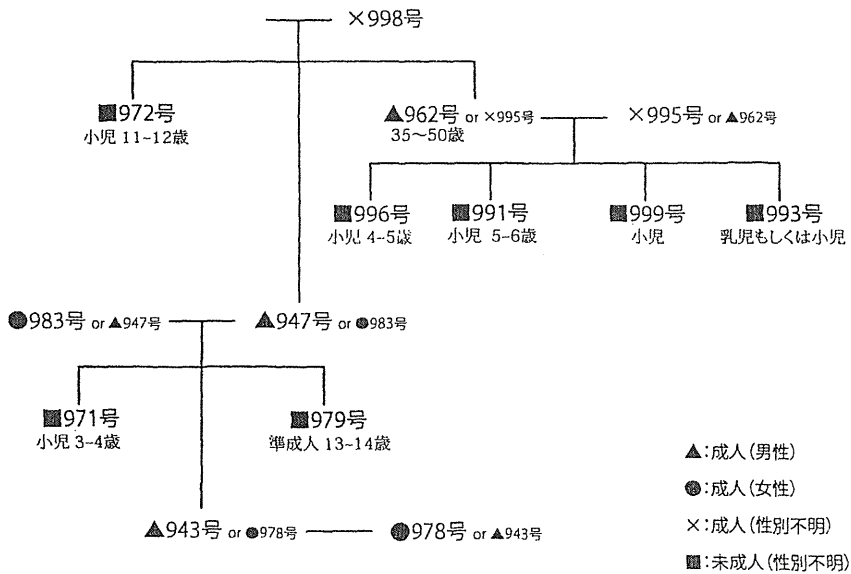 ×998号
■972号
小児 11~12歳
▲962号 or ×995号
35～50歳
×995号 or ▲962号
■996号
小児 4~5歳
■991号
小児 5~6歳
■999号
小児
■993号
乳児もしくは小児
●983号 or ▲947号
▲947号 or ●983号
■971号
小児 3~4歳
■979号
準成人 13~14歳
▲943号 or ●978号
●978号 or ▲943号
▲:成人(男性)
●:成人(女性)
×:成人(性別不明)
■:未成人(性別不明)